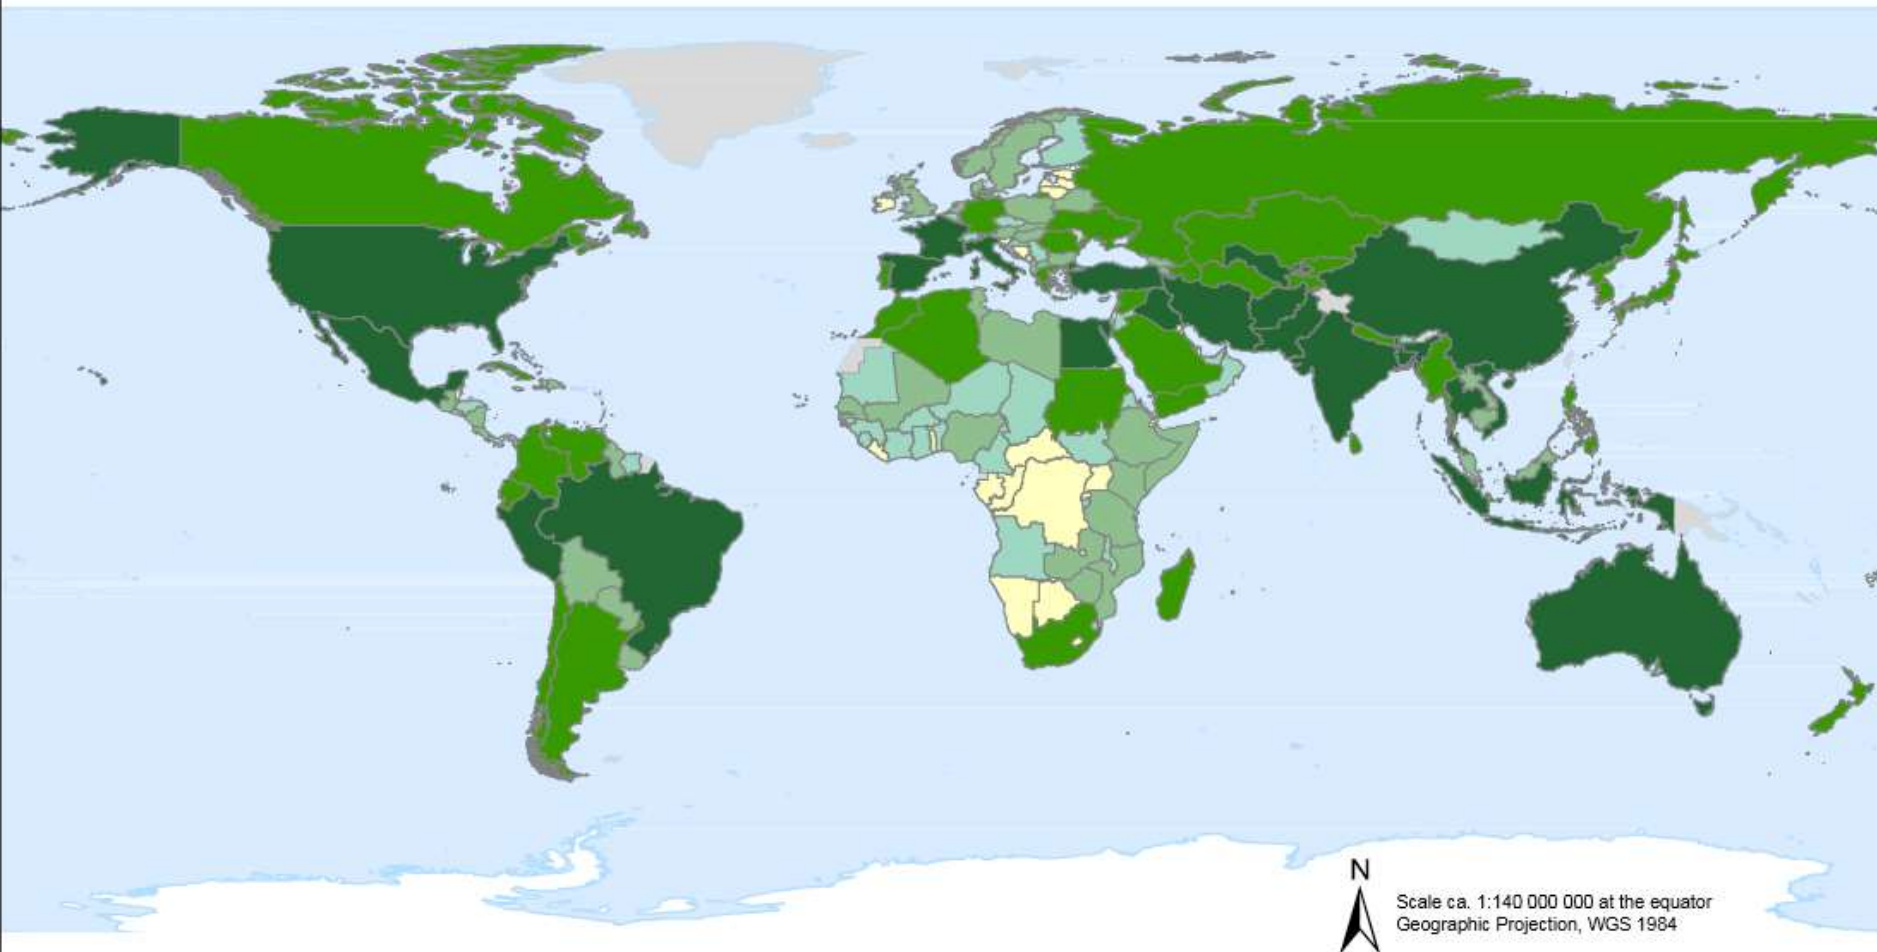 N
Scale ca. 1:140 000 000 at the equator
Geographic Projection, WGS 1984